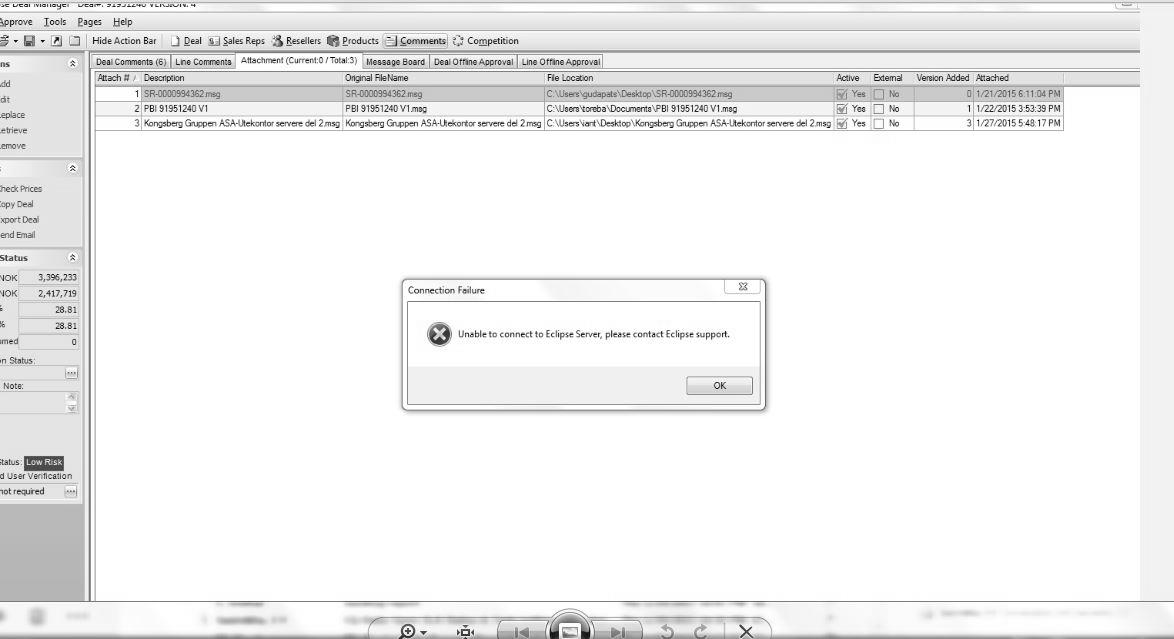 se Deal Manager - Deal#: 91951240 VERSION: 4
Approve Tools Pages Help
Hide Action Bar Deal Sales Reps Resellers Products Comments Competition
ns Deal Comments (6) Line Comments Attachment (Current:0 / Total:3) Message Board Deal Offline Approval Line Offline Approval
Attach # Description Original FileName File Location Active External Version Added Attached
1 SR-0000994362.msg SR-0000994362.msg C:\Users\gudapats\Desktop\SR-0000994362.msg Yes No 0 1/21/2015 6:11:04 PM
2 PBI 91951240 V1 PBI 91951240 V1.msg C:\Users\toreba\Documents\PBI 91951240 V1.msg Yes No 1 1/22/2015 3:53:39 PM
3 Kongsberg Gruppen ASA-Utekontor servere del 2.msg Kongsberg Gruppen ASA-Utekontor servere del 2.msg C:\Users\iant\Desktop\Kongsberg Gruppen ASA-Utekontor servere del 2.msg Yes No 3 1/27/2015 5:48:17 PM
dd
dit
eplace
etrieve
emove
heck Prices
opy Deal
xport Deal
end Email
Status
NOK 3,396,233
NOK 2,417,719
% 28.81
% 28.81
umed 0
on Status:
Note:
Status: Low Risk
d User Verification
not required
Connection Failure
Unable to connect to Eclipse Server, please contact Eclipse support.
OK